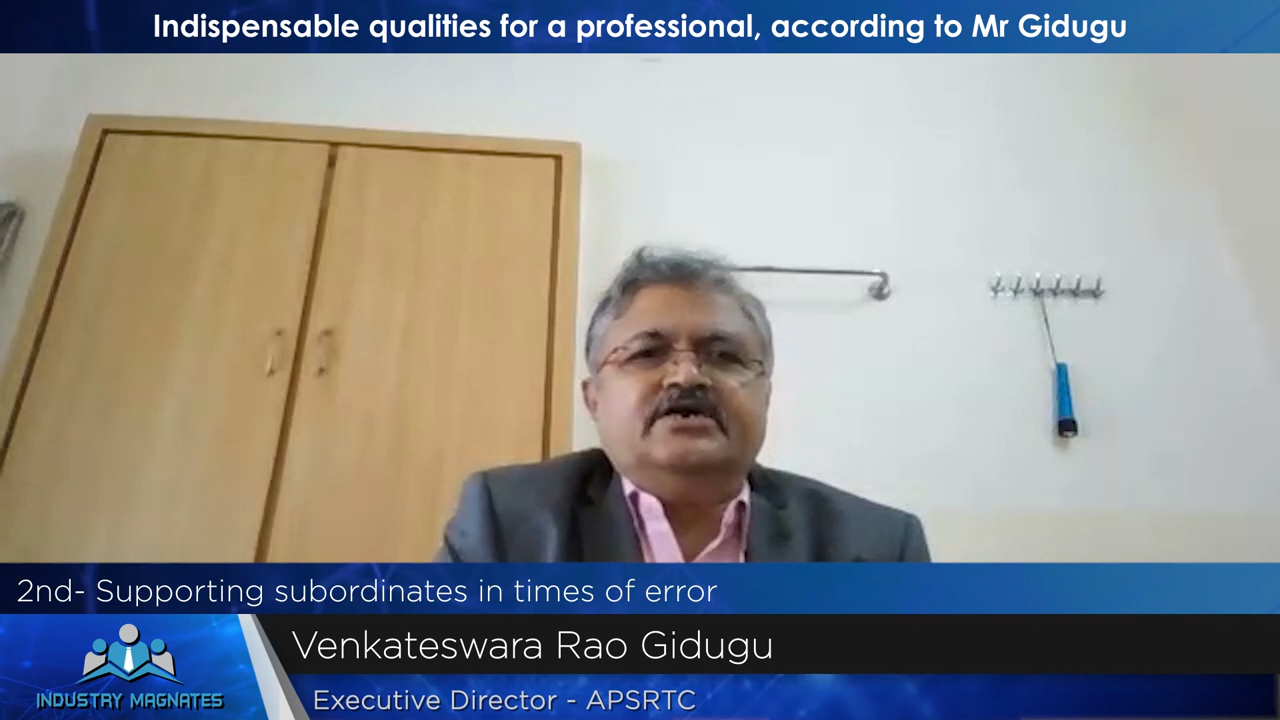 Indispensable qualities for a professional, according to Mr Gidugu
2nd- Supporting subordinates in times of error
Venkateswara Rao Gidugu
INDUSTRY MAGNATES
Executive Director - APSRTC